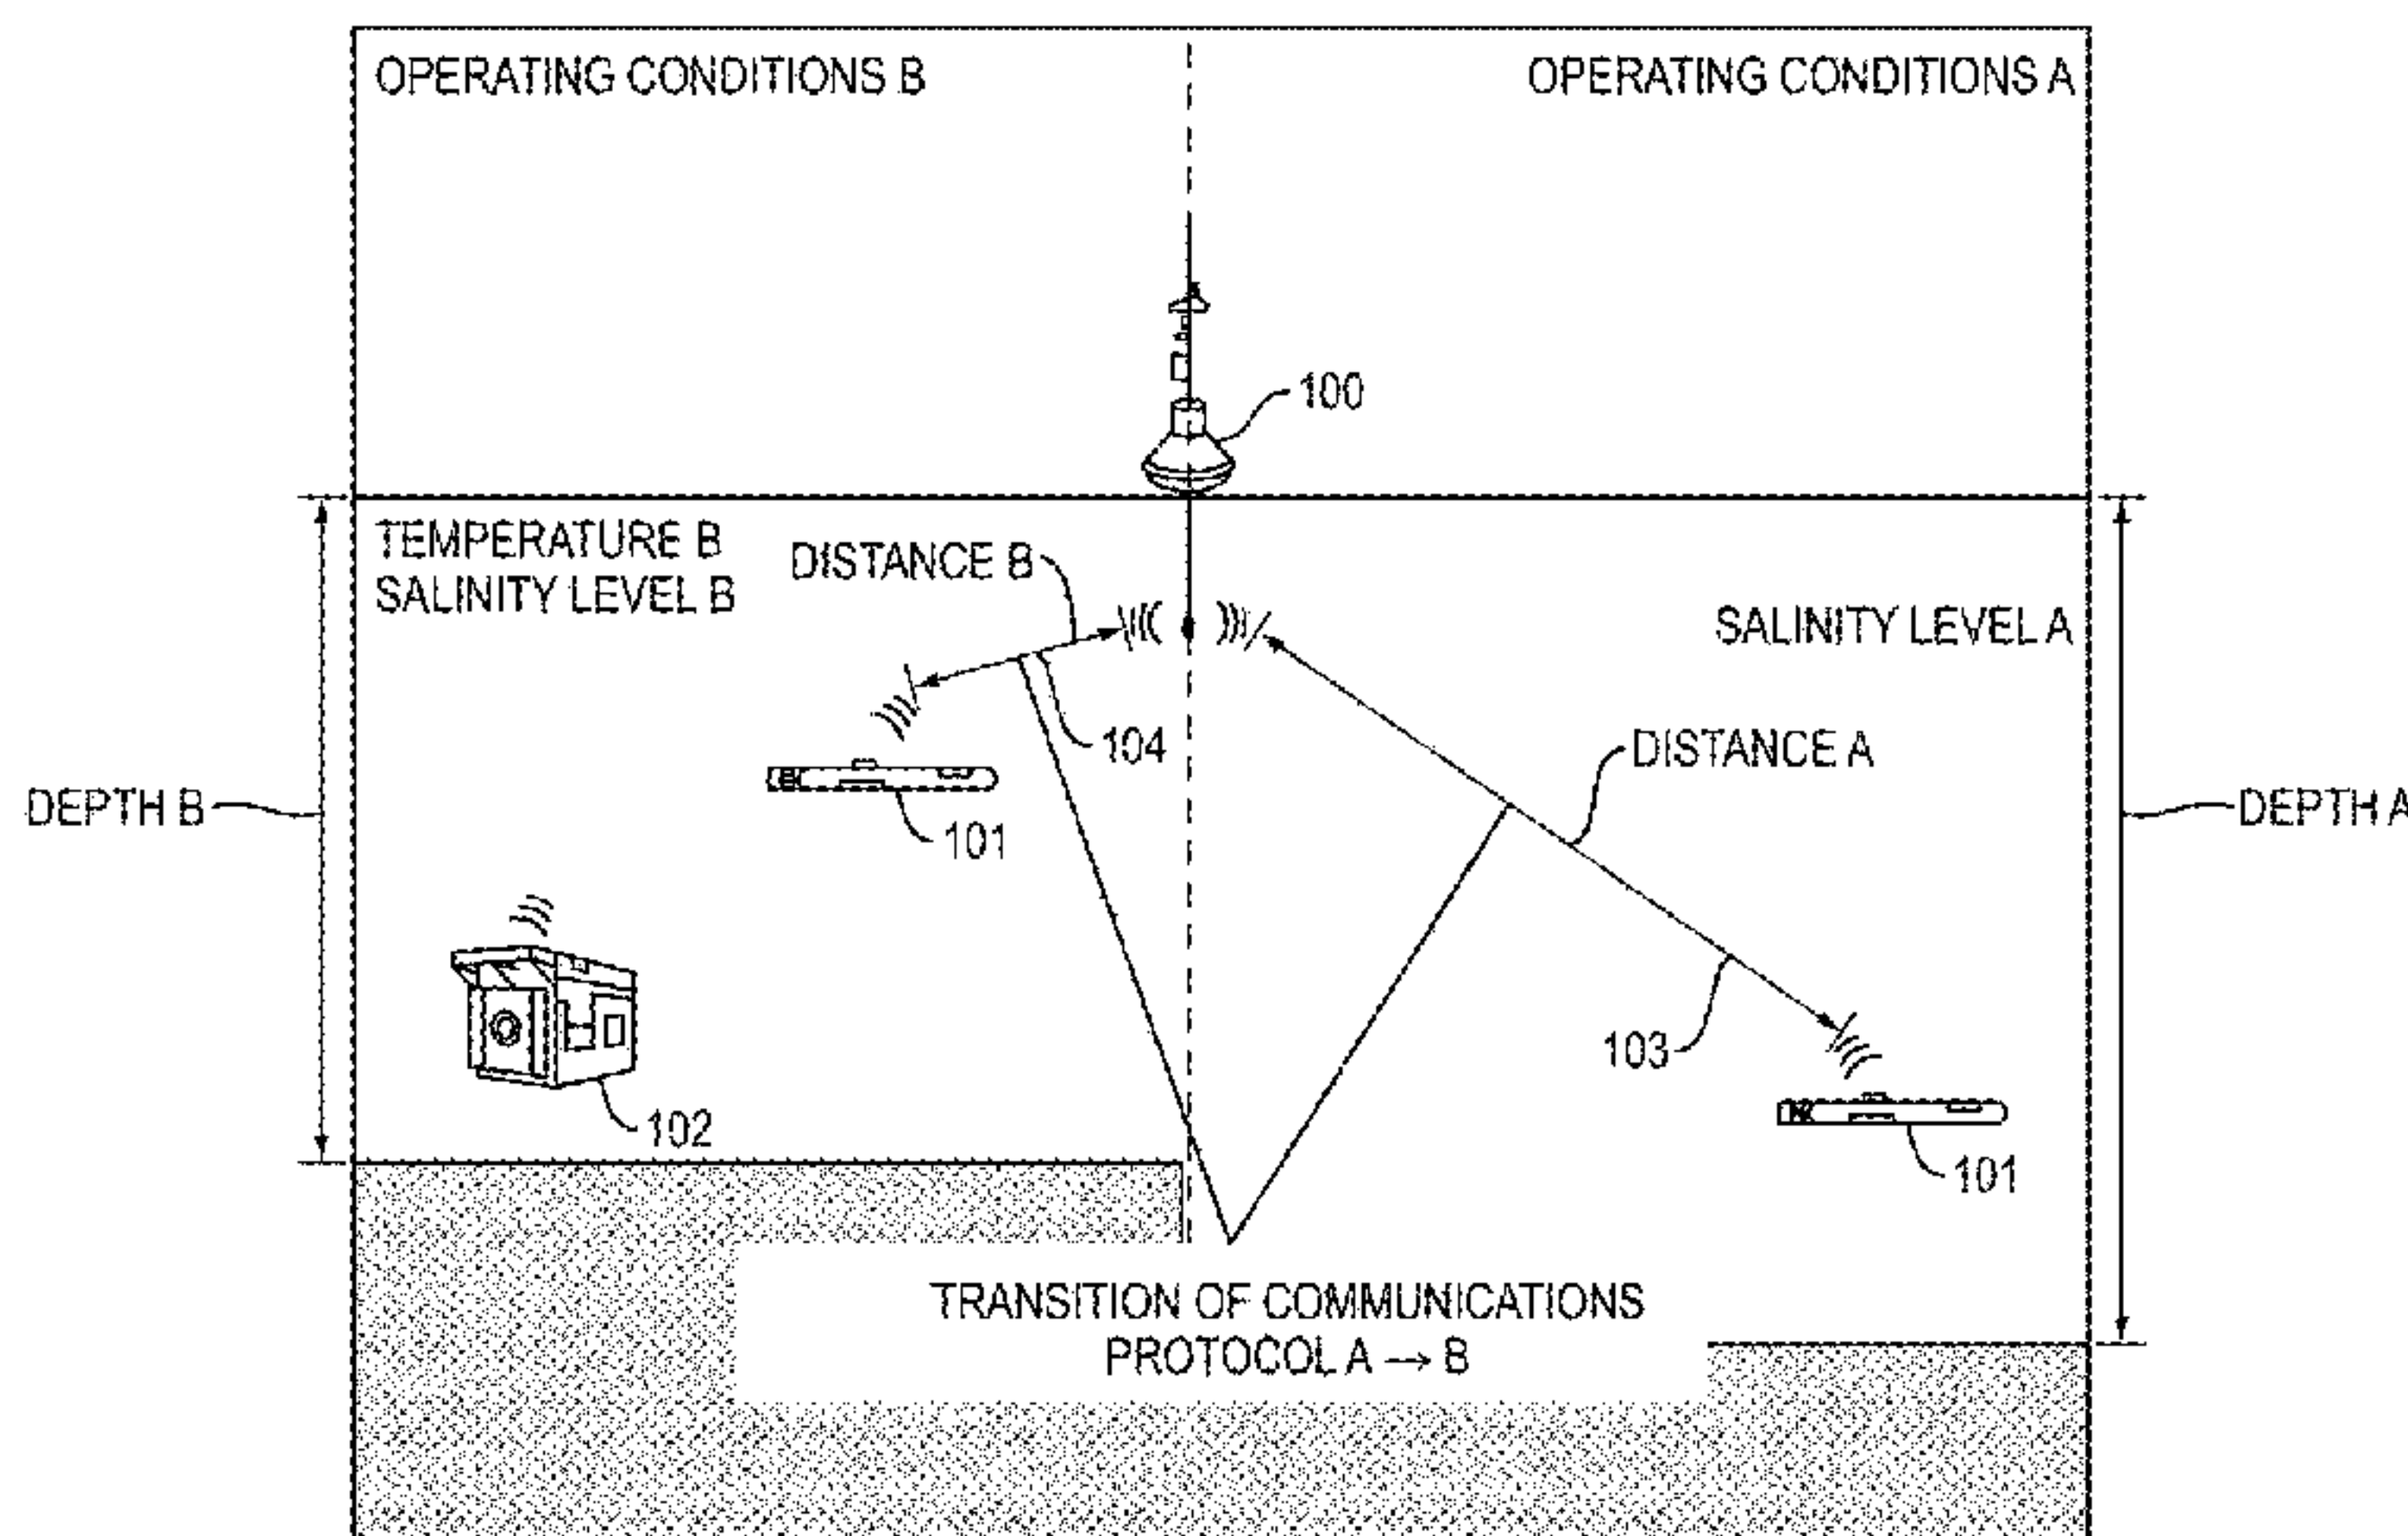 OPERATING CONDITIONS B
OPERATING CONDITIONS A
100
TEMPERATURE B
SALINITY LEVEL B
DISTANCE B
SALINITY LEVEL A
104
DISTANCE A
DEPTH B
101
DEPTH A
103
102
101
TRANSITION OF COMMUNICATIONS
PROTOCOL A → B